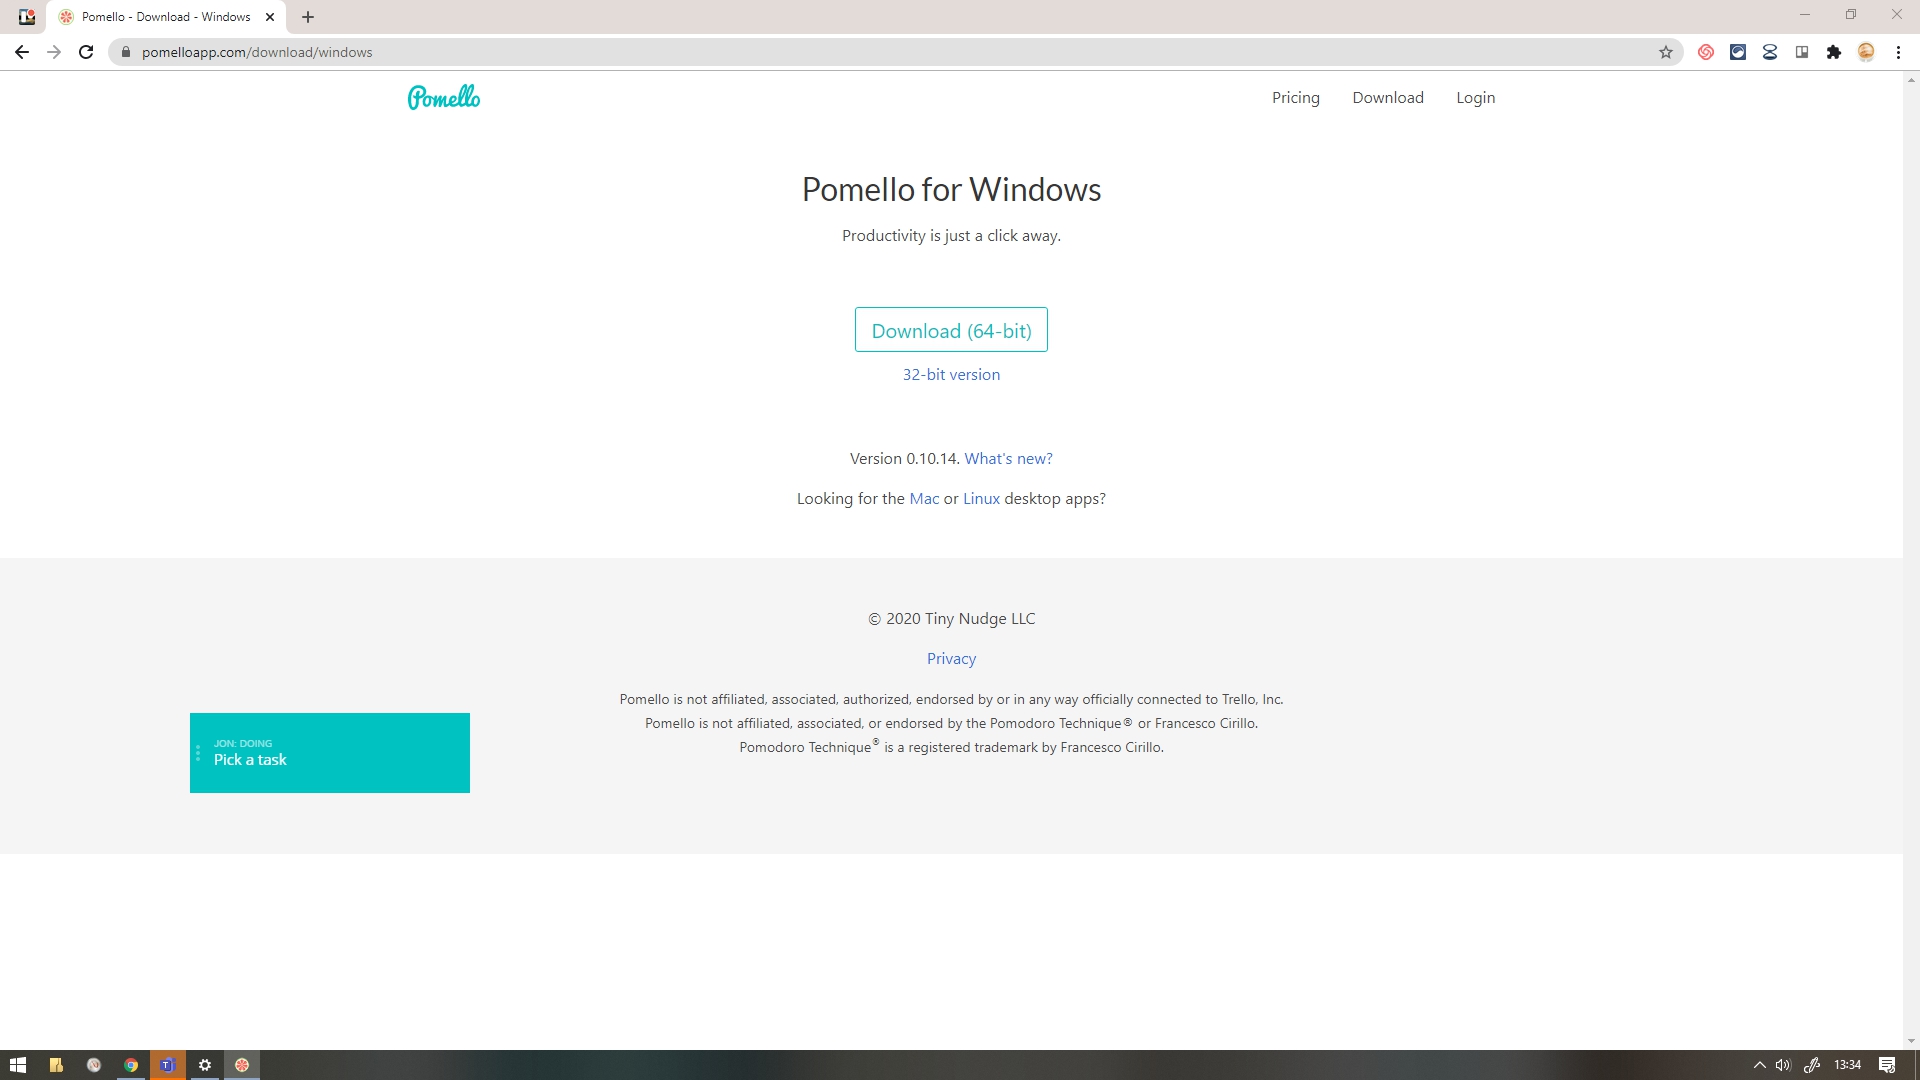 Pomello - Download - Windows
pomelloapp.com/download/windows
Pomello
Pricing
Download
Login
Pomello for Windows
Productivity is just a click away.
Download (64-bit)
32-bit version
Version 0.10.14. What's new?
Looking for the Mac or Linux desktop apps?
© 2020 Tiny Nudge LLC
Privacy
Pomello is not affiliated, associated, authorized, endorsed by or in any way officially connected to Trello, Inc.
Pomello is not affiliated, associated, or endorsed by the Pomodoro Technique® or Francesco Cirillo.
Pomodoro Technique® is a registered trademark by Francesco Cirillo.
JON: DOING
Pick a task
13:34